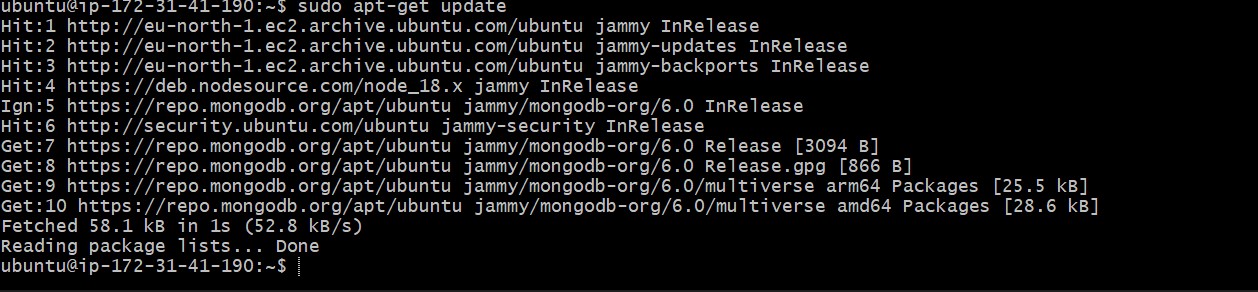 ubuntu@ip-172-31-41-190:~$ sudo apt-get update
Hit:1 http://eu-north-1.ec2.archive.ubuntu.com/ubuntu jammy InRelease
Hit:2 http://eu-north-1.ec2.archive.ubuntu.com/ubuntu jammy-updates InRelease
Hit:3 http://eu-north-1.ec2.archive.ubuntu.com/ubuntu jammy-backports InRelease
Hit:4 https://deb.nodesource.com/node_18.x jammy InRelease
Ign:5 https://repo.mongodb.org/apt/ubuntu jammy/mongodb-org/6.0 InRelease
Hit:6 http://security.ubuntu.com/ubuntu jammy-security InRelease
Get:7 https://repo.mongodb.org/apt/ubuntu jammy/mongodb-org/6.0 Release [3094 B]
Get:8 https://repo.mongodb.org/apt/ubuntu jammy/mongodb-org/6.0 Release.gpg [866 B]
Get:9 https://repo.mongodb.org/apt/ubuntu jammy/mongodb-org/6.0/multiverse arm64 Packages [25.5 kB]
Get:10 https://repo.mongodb.org/apt/ubuntu jammy/mongodb-org/6.0/multiverse amd64 Packages [28.6 kB]
Fetched 58.1 kB in 1s (52.8 kB/s)
Reading package lists... Done
ubuntu@ip-172-31-41-190:~$